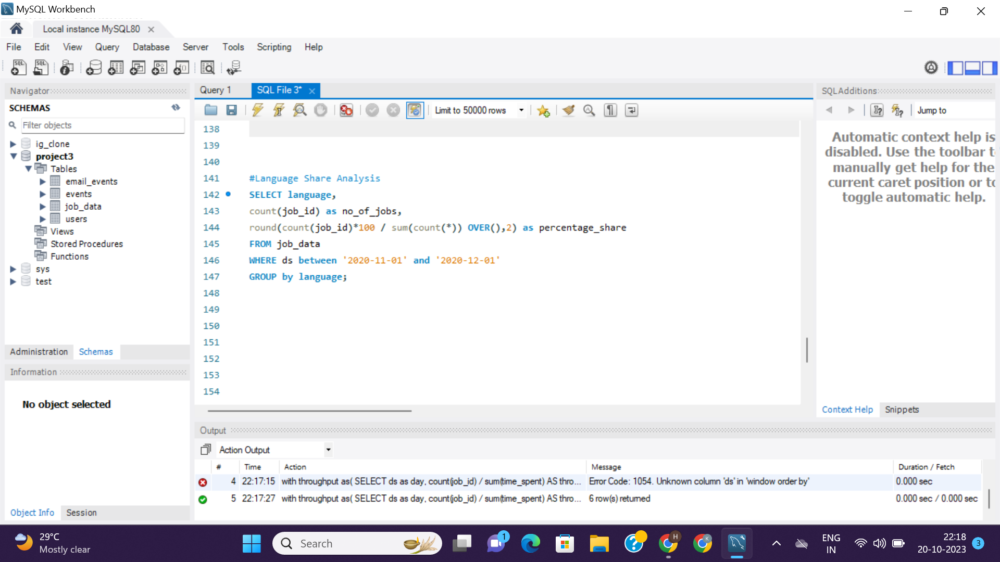 MySQL Workbench
Local instance MySQL80
File Edit View Query Database Server Tools Scripting Help
Navigator
SCHEMAS
Filter objects
ig_clone
project3
Tables
email_events
events
job_data
users
Views
Stored Procedures
Functions
sys
test
Administration Schemas
Information
No object selected
Object Info Session
Query 1 SQL File 3*
Limit to 50000 rows
138
139
140
141 #Language Share Analysis
142 SELECT language,
143 count(job_id) as no_of_jobs,
144 round(count(job_id)*100 / sum(count(*)) OVER(),2) as percentage_share
145 FROM job_data
146 WHERE ds between '2020-11-01' and '2020-12-01'
147 GROUP by language;
148
149
150
151
152
153
154
SQLAdditions
Jump to
Automatic context help is
disabled. Use the toolbar t
manually get help for the
current caret position or to
toggle automatic help.
Context Help Snippets
Output
Action Output
# Time Action Message Duration / Fetch
4 22:17:15 with throughput as( SELECT ds as day, count(job_id) / sum(time_spent) AS thro... Error Code: 1054. Unknown column 'ds' in 'window order by' 0.000 sec
5 22:17:27 with throughput as( SELECT ds as day, count(job_id) / sum(time_spent) AS thro... 6 row(s) returned 0.000 sec / 0.000 sec
29°C
Mostly clear
Search
1
H
K
ENG
IN
22:18
20-10-2023
3